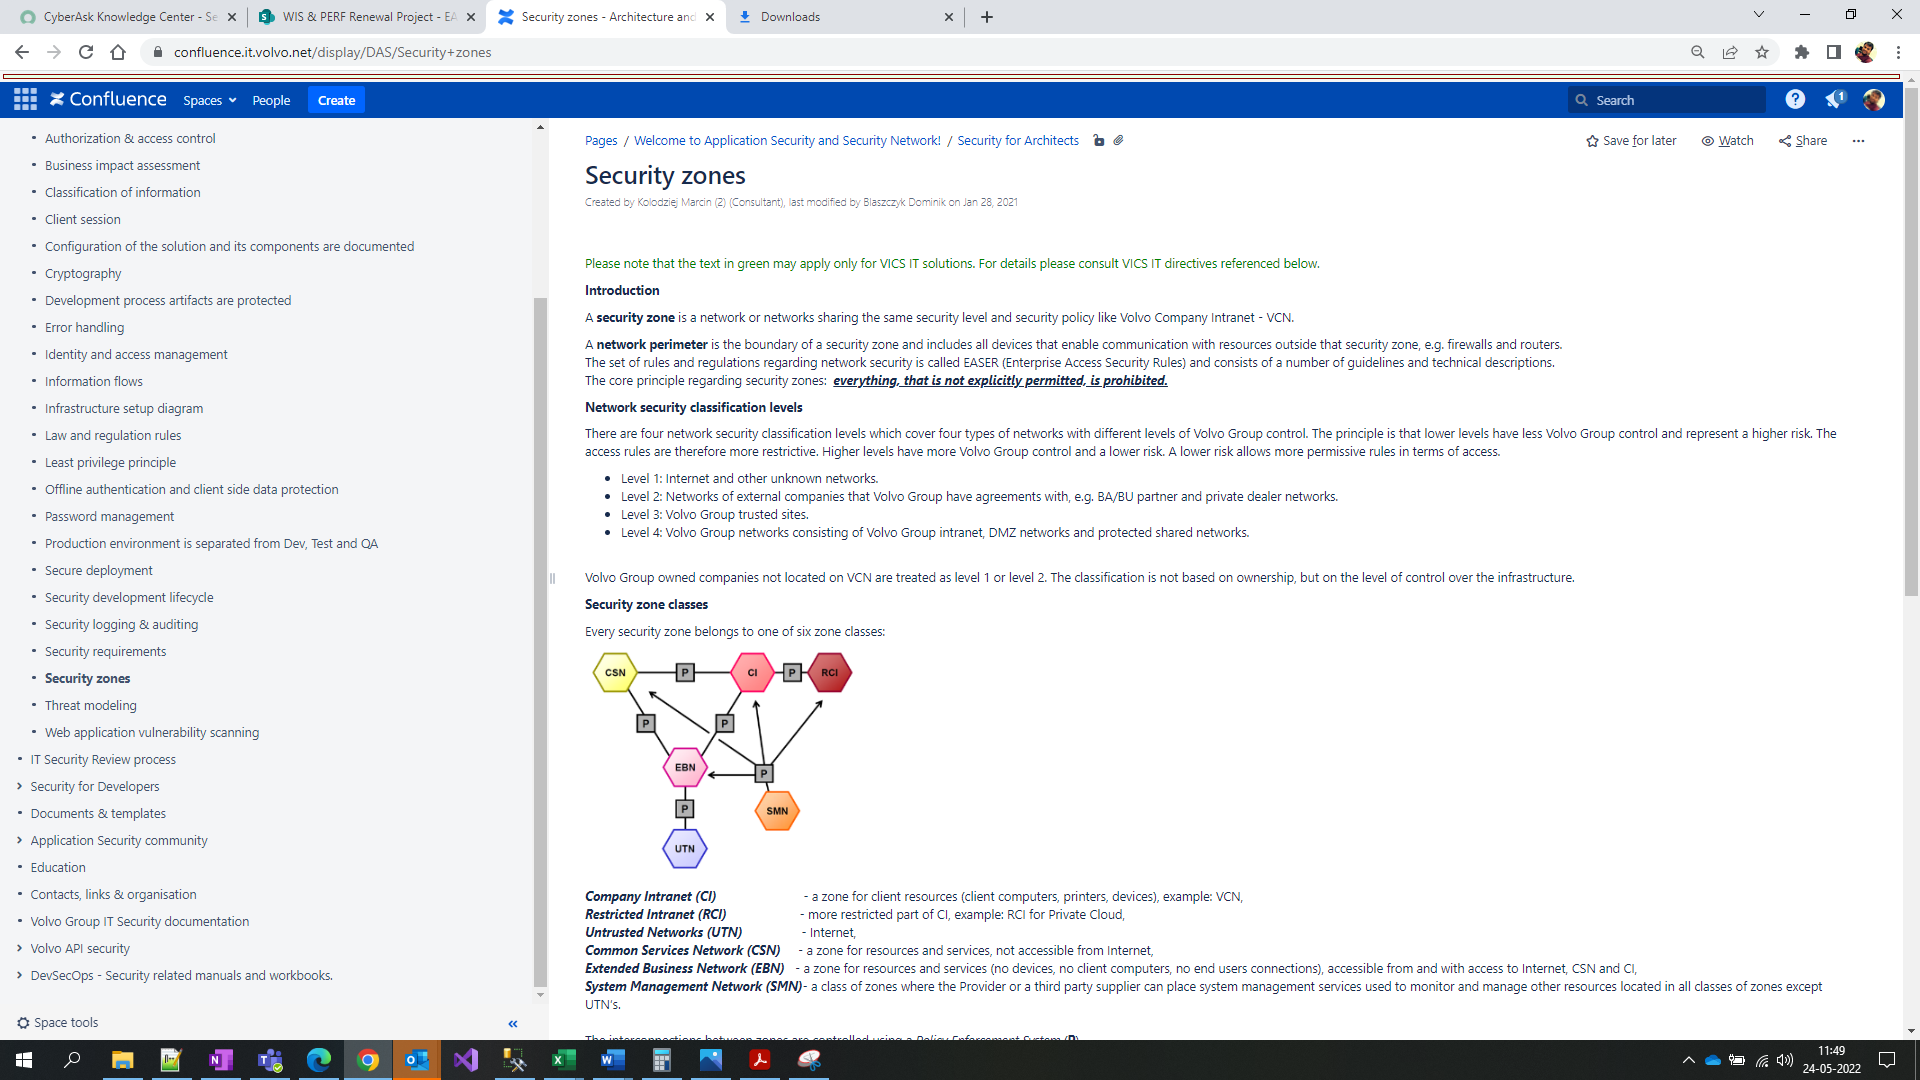 CyberAsk Knowledge Center - Se
WIS & PERF Renewal Project - EA
Security zones - Architecture and
Downloads
confluence.it.volvo.net/display/DAS/Security+zones
Confluence
Spaces
People
Create
Search
1
Authorization & access control
Business impact assessment
Classification of information
Client session
Configuration of the solution and its components are documented
Cryptography
Development process artifacts are protected
Error handling
Identity and access management
Information flows
Infrastructure setup diagram
Law and regulation rules
Least privilege principle
Offline authentication and client side data protection
Password management
Production environment is separated from Dev, Test and QA
Secure deployment
Security development lifecycle
Security logging & auditing
Security requirements
Security zones
Threat modeling
Web application vulnerability scanning
IT Security Review process
Security for Developers
Documents & templates
Application Security community
Education
Contacts, links & organisation
Volvo Group IT Security documentation
Volvo API security
DevSecOps - Security related manuals and workbooks.
Space tools
Pages / Welcome to Application Security and Security Network! / Security for Architects
Save for later
Watch
Share
Security zones
Created by Kolodziej Marcin (2) (Consultant), last modified by Blaszczyk Dominik on Jan 28, 2021
Please note that the text in green may apply only for VICS IT solutions. For details please consult VICS IT directives referenced below.
Introduction
A security zone is a network or networks sharing the same security level and security policy like Volvo Company Intranet - VCN.
A network perimeter is the boundary of a security zone and includes all devices that enable communication with resources outside that security zone, e.g. firewalls and routers.
The set of rules and regulations regarding network security is called EASER (Enterprise Access Security Rules) and consists of a number of guidelines and technical descriptions.
The core principle regarding security zones: everything, that is not explicitly permitted, is prohibited.
Network security classification levels
There are four network security classification levels which cover four types of networks with different levels of Volvo Group control. The principle is that lower levels have less Volvo Group control and represent a higher risk. The
access rules are therefore more restrictive. Higher levels have more Volvo Group control and a lower risk. A lower risk allows more permissive rules in terms of access.
Level 1: Internet and other unknown networks.
Level 2: Networks of external companies that Volvo Group have agreements with, e.g. BA/BU partner and private dealer networks.
Level 3: Volvo Group trusted sites.
Level 4: Volvo Group networks consisting of Volvo Group intranet, DMZ networks and protected shared networks.
Volvo Group owned companies not located on VCN are treated as level 1 or level 2. The classification is not based on ownership, but on the level of control over the infrastructure.
Security zone classes
Every security zone belongs to one of six zone classes:
CSN P CI P RCI
P P
EBN P
P SMN
UTN
Company Intranet (CI) - a zone for client resources (client computers, printers, devices), example: VCN,
Restricted Intranet (RCI) - more restricted part of CI, example: RCI for Private Cloud,
Untrusted Networks (UTN) - Internet,
Common Services Network (CSN) - a zone for resources and services, not accessible from Internet,
Extended Business Network (EBN) - a zone for resources and services (no devices, no client computers, no end users connections), accessible from and with access to Internet, CSN and CI,
System Management Network (SMN)- a class of zones where the Provider or a third party supplier can place system management services used to monitor and manage other resources located in all classes of zones except
UTN's.
The interconnections between zones are controlled using a Policy Enforcement System (P)
11:49
24-05-2022